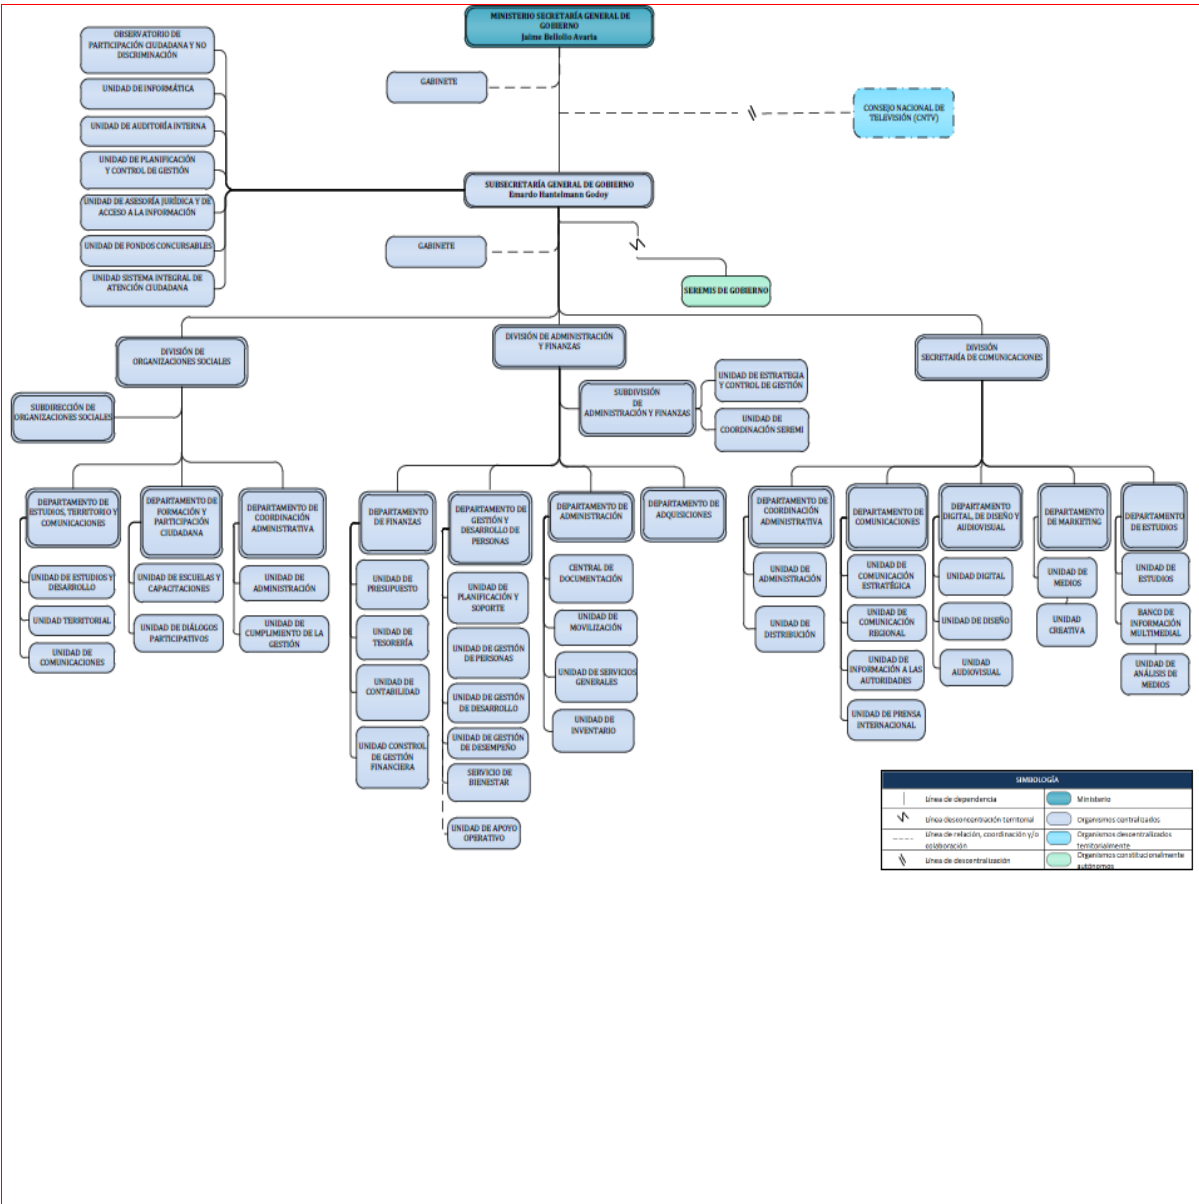 MINISTERIO SECRETARÍA GENERAL DE
GOBIERNO
Jaime Bellolio Avaria
OBSERVATORIO DE
PARTICIPACIÓN CIUDADANA Y NO
DISCRIMINACIÓN
UNIDAD DE INFORMÁTICA
UNIDAD DE AUDITORÍA INTERNA
UNIDAD DE PLANIFICACIÓN
Y CONTROL DE GESTIÓN
UNIDAD DE ASESORÍA JURÍDICA Y DE
ACCESO A LA INFORMACIÓN
UNIDAD DE FONDOS CONCURSABLES
UNIDAD SISTEMA INTEGRAL DE
ATENCIÓN CIUDADANA
GABINETE
CONSEJO NACIONAL DE
TELEVISIÓN (CNTV)
SUBSECRETARÍA GENERAL DE GOBIERNO
Emardo Hantelmann Godoy
GABINETE
SEREMIS DE GOBIERNO
DIVISIÓN DE
ORGANIZACIONES SOCIALES
DIVISIÓN DE ADMINISTRACIÓN
Y FINANZAS
DIVISIÓN
SECRETARÍA DE COMUNICACIONES
SUBDIRECCIÓN DE
ORGANIZACIONES SOCIALES
SUBDIVISIÓN
DE
ADMINISTRACIÓN Y FINANZAS
UNIDAD DE ESTRATEGIA
Y CONTROL DE GESTIÓN
UNIDAD DE
COORDINACIÓN SEREMI
DEPARTAMENTO DE
ESTUDIOS, TERRITORIO Y
COMUNICACIONES
UNIDAD DE ESTUDIOS Y
DESARROLLO
UNIDAD TERRITORIAL
UNIDAD DE
COMUNICACIONES
DEPARTAMENTO DE
FORMACIÓN Y
PARTICIPACIÓN
CIUDADANA
UNIDAD DE ESCUELAS Y
CAPACITACIONES
UNIDAD DE DIÁLOGOS
PARTICIPATIVOS
DEPARTAMENTO DE
COORDINACIÓN
ADMINISTRATIVA
UNIDAD DE
ADMINISTRACIÓN
UNIDAD DE
CUMPLIMIENTO DE LA
GESTIÓN
DEPARTAMENTO
DE FINANZAS
UNIDAD DE
PRESUPUESTO
UNIDAD DE
TESORERÍA
UNIDAD DE
CONTABILIDAD
UNIDAD CONSTROL
DE GESTIÓN
FINANCIERA
DEPARTAMENTO DE
GESTIÓN Y
DESARROLLO DE
PERSONAS
UNIDAD DE
PLANIFICACIÓN Y
SOPORTE
UNIDAD DE GESTIÓN
DE PERSONAS
UNIDAD DE GESTIÓN
DE DESARROLLO
UNIDAD DE GESTIÓN
DE DESEMPEÑO
SERVICIO DE
BIENESTAR
UNIDAD DE APOYO
OPERATIVO
DEPARTAMENTO DE
ADMINISTRACIÓN
CENTRAL DE
DOCUMENTACIÓN
UNIDAD DE
MOVILIZACIÓN
UNIDAD DE SERVICIOS
GENERALES
UNIDAD DE
INVENTARIO
DEPARTAMENTO DE
ADQUISICIONES
DEPARTAMENTO DE
COORDINACIÓN
ADMINISTRATIVA
UNIDAD DE
ADMINISTRACIÓN
UNIDAD DE
DISTRIBUCIÓN
DEPARTAMENTO
DE COMUNICACIONES
UNIDAD DE
COMUNICACIÓN
ESTRATÉGICA
UNIDAD DE
COMUNICACIÓN
REGIONAL
UNIDAD DE
INFORMACIÓN A LAS
AUTORIDADES
UNIDAD DE PRENSA
INTERNACIONAL
DEPARTAMENTO
DIGITAL, DE DISEÑO Y
AUDIOVISUAL
UNIDAD DIGITAL
UNIDAD DE DISEÑO
UNIDAD
AUDIOVISUAL
DEPARTAMENTO
DE MARKETING
UNIDAD DE
MEDIOS
UNIDAD
CREATIVA
DEPARTAMENTO
DE ESTUDIOS
UNIDAD DE
ESTUDIOS
BANCO DE
INFORMACIÓN
MULTIMEDIAL
UNIDAD DE
ANÁLISIS DE
MEDIOS
SIMBOLOGÍA
Línea de dependencia
Ministerio
Línea desconcentración territorial
Organismos centralizados
Línea de relación, coordinación y/o
colaboración
Organismos descentralizados
territorialmente
Línea de descentralización
Organismos constitucionalmente
autónomos